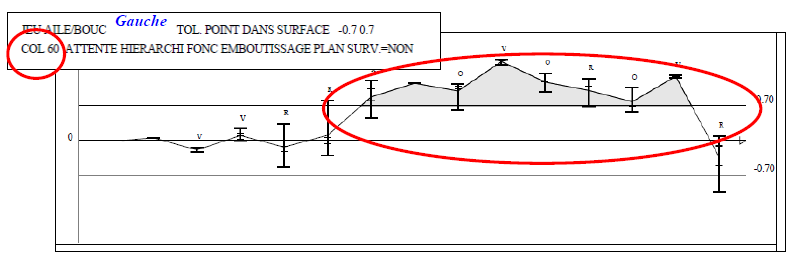 JEU AILE/BOUC Gauche TOL. POINT DANS SURFACE -0.7 0.7
COL 60 ATTENTE HIERARCHI FONC EMBOUTISSAGE PLAN SURV.=NON
V
O
V
R
O
O
R
V
V
R
R
0.70
0
-0.70